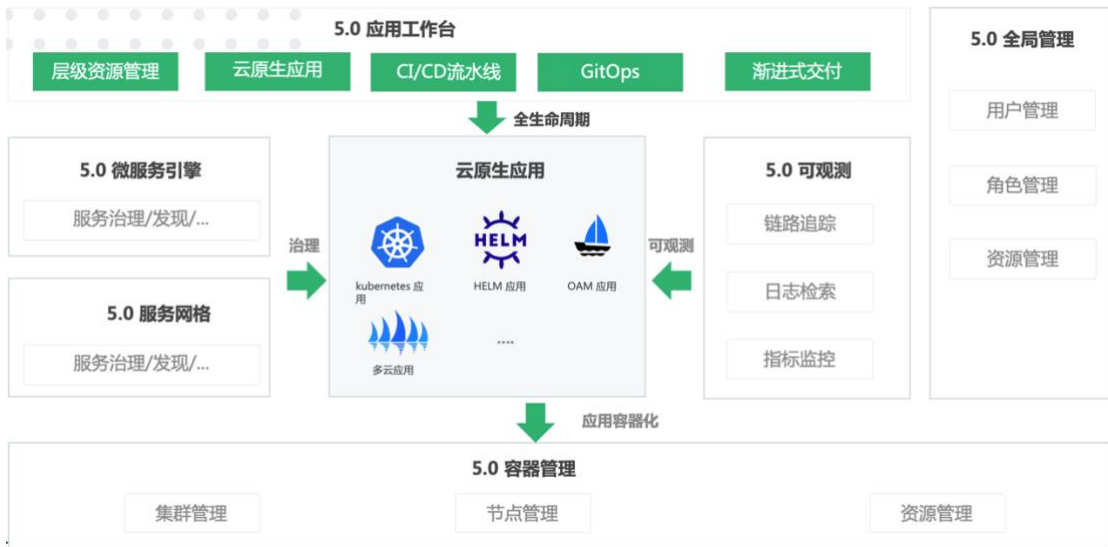 5.0 应用工作台
层级资源管理
云原生应用
CI/CD流水线
GitOps
渐进式交付
全生命周期
5.0 微服务引擎
服务治理/发现/...
5.0 服务网格
服务治理/发现/...
治理
云原生应用
kubernetes 应
用
HELM
HELM 应用
OAM 应用
多云应用
....
可观测
5.0 可观测
链路追踪
日志检索
指标监控
5.0 全局管理
用户管理
角色管理
资源管理
应用容器化
5.0 容器管理
集群管理
节点管理
资源管理